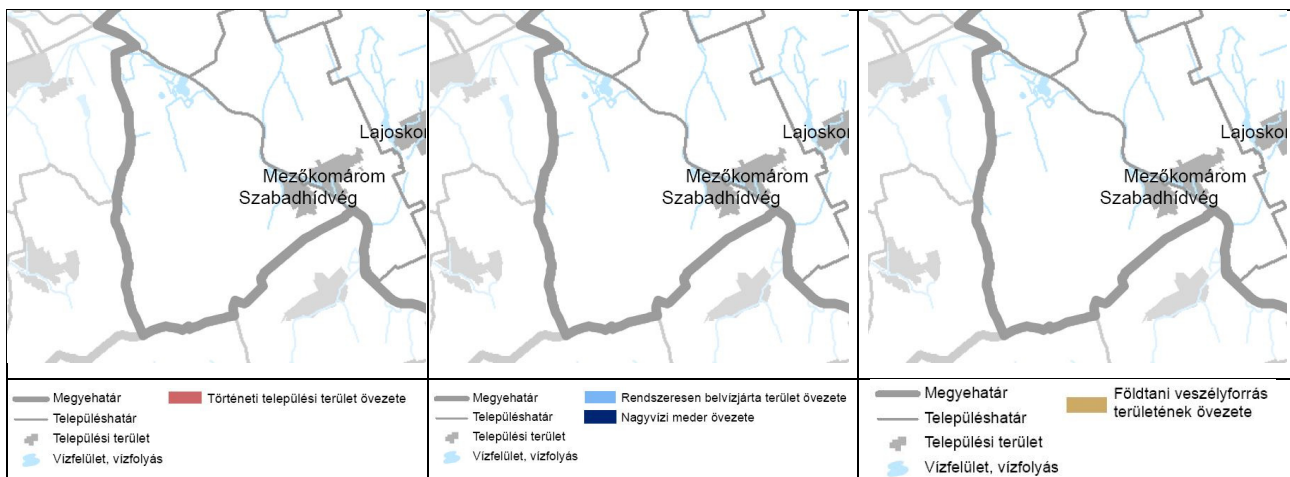 Lajoskom
Mezőkomárom
Szabadhídvég
Lajoskom
Mezőkomárom
Szabadhídvég
Lajosko
Mezőkomárom
Szabadhídvég
Megyehatár
Történeti települési terület övezete
Településhatár
Települési terület
Vízfelület, vízfolyás
Megyehatár
Rendszeresen belvízjárta terület övezete
Településhatár
Nagyvízi meder övezete
Települési terület
Vízfelület, vízfolyás
Megyehatár
Földtani veszélyforrás
területének övezete
Településhatár
Települési terület
Vízfelület, vízfolyás